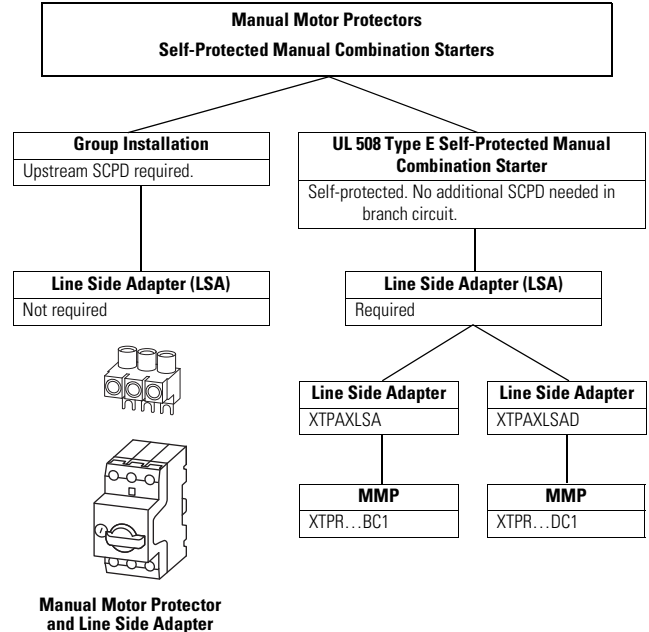 Manual Motor Protectors
Self-Protected Manual Combination Starters
Group Installation
Upstream SCPD required.
UL 508 Type E Self-Protected Manual
Combination Starter
Self-protected. No additional SCPD needed in
branch circuit.
Line Side Adapter (LSA)
Not required
Line Side Adapter (LSA)
Required
Line Side Adapter
XTPAXLSA
Line Side Adapter
XTPAXLSAD
MMP
XTPR…BC1
MMP
XTPR…DC1
Manual Motor Protector
and Line Side Adapter